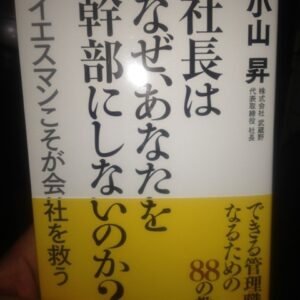 社長は
なぜ、あなたを
幹部にしないのか?
イエスマンこそが会社を救う
小山 昇
株式会社 武蔵野
代表取締役 社長
できる管理職
なるための
88の